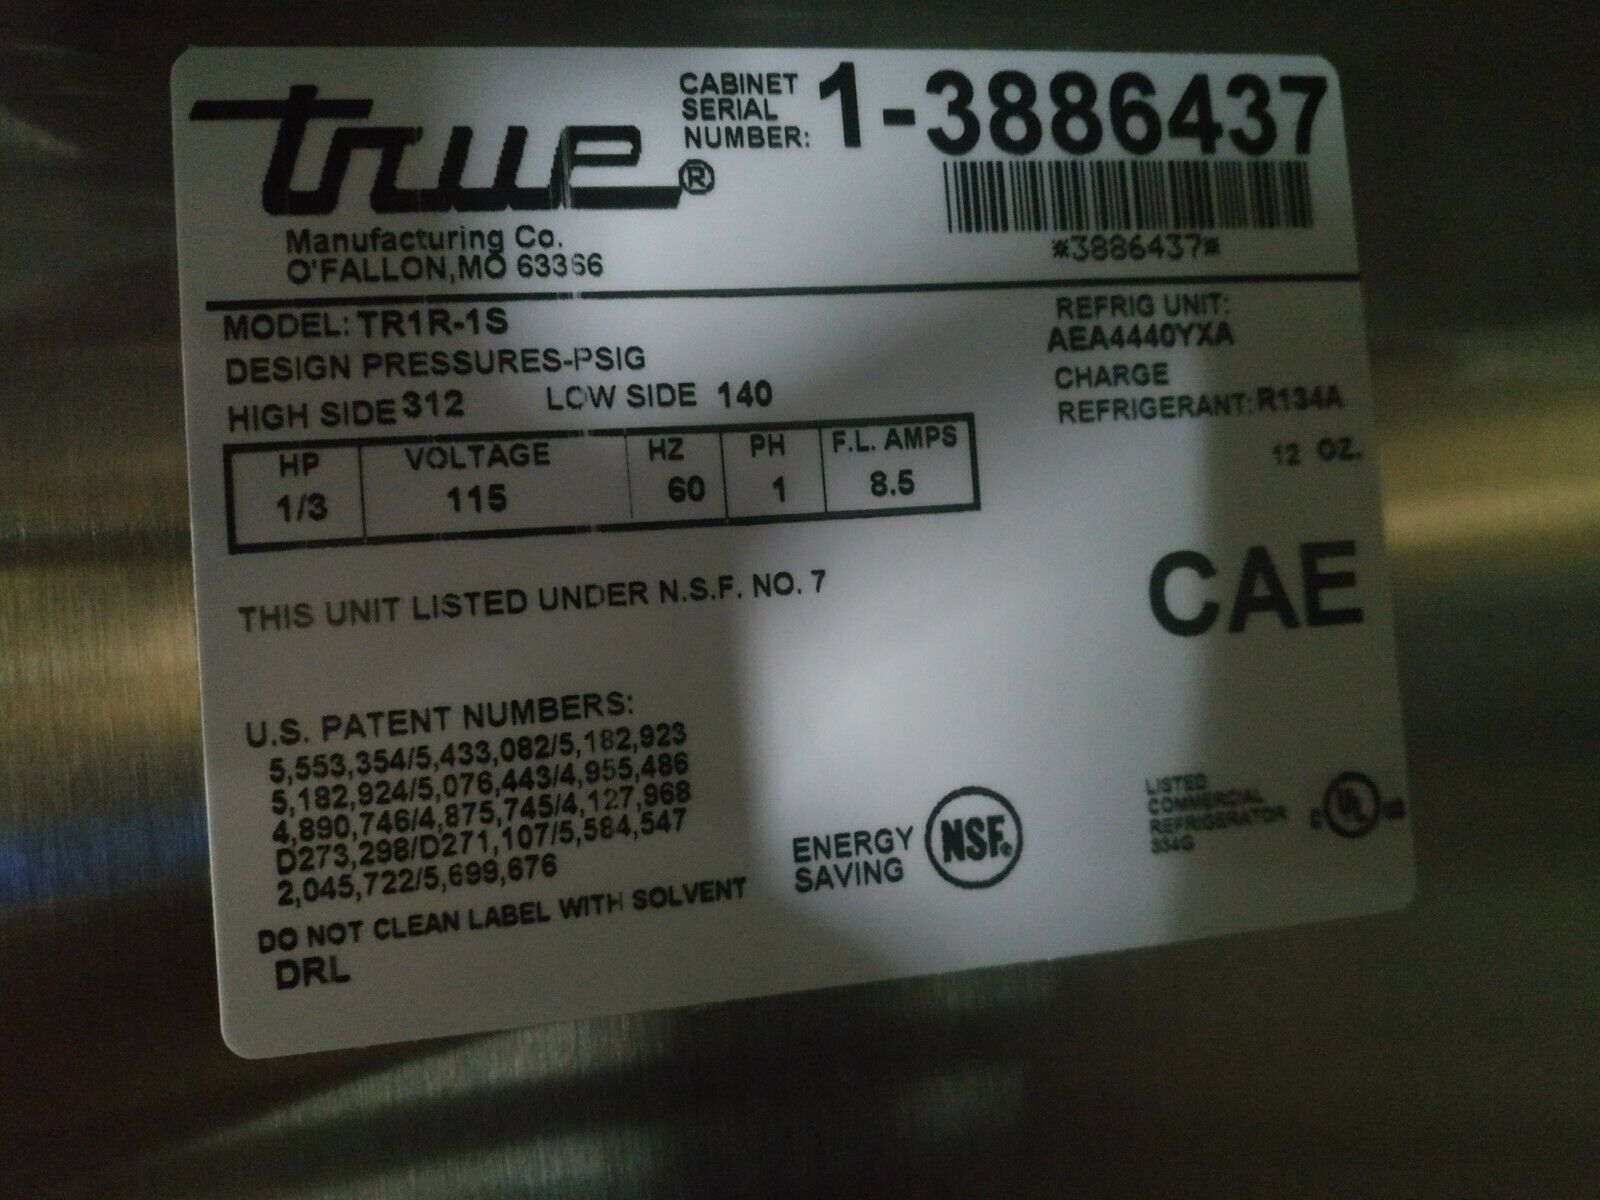 true®
Manufacturing Co.
O'FALLON,MO 63366
CABINET
SERIAL
NUMBER: 1-3886437
*3886437*
MODEL: TR1R-1S
DESIGN PRESSURES-PSIG
HIGH SIDE 312 LOW SIDE 140
REFRIG UNIT:
AEA4440YXA
CHARGE
REFRIGERANT: R134A
12 OZ.
HP VOLTAGE HZ PH F.L. AMPS
1/3 115 60 1 8.5
THIS UNIT LISTED UNDER N.S.F. NO. 7
CAE
U.S. PATENT NUMBERS:
5,553,354/5,433,082/5,182,923
5,182,924/5,076,443/4,955,486
4,890,746/4,875,745/4,127,968
D273,298/D271,107/5,584,547
2,045,722/5,699,676
DO NOT CLEAN LABEL WITH SOLVENT
DRL
ENERGY
SAVING
NSF®
LISTED
COMMERCIAL
REFRIGERATOR
334G
C UL US